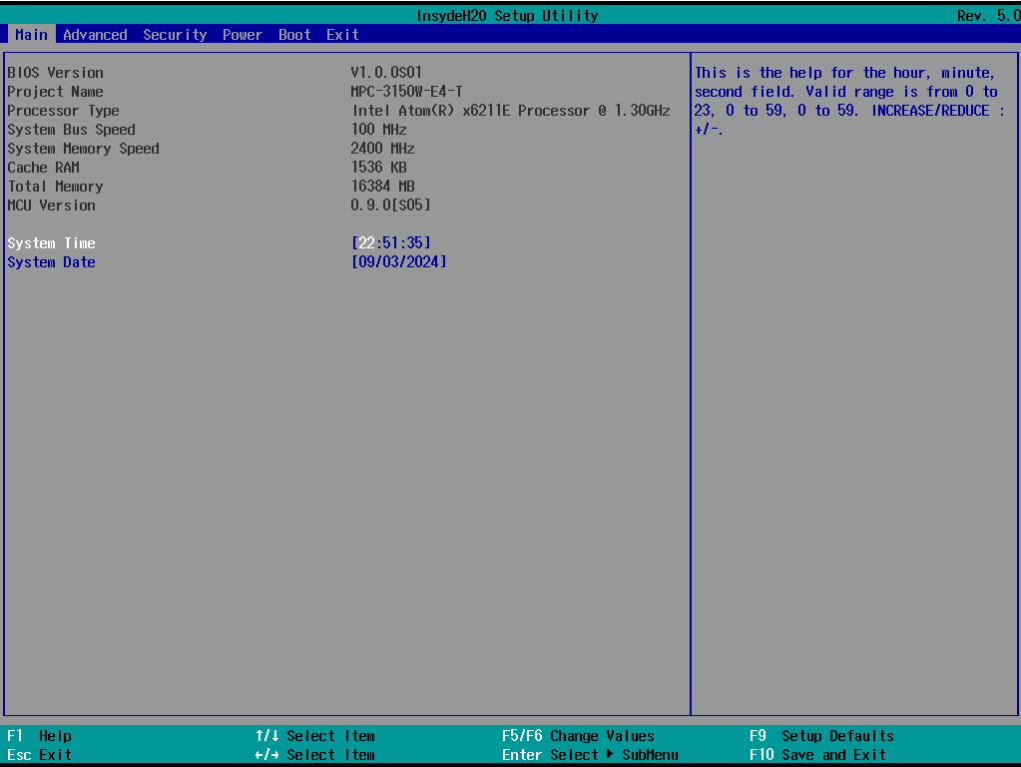 InsydeH20 Setup Utility Rev. 5.0
Main Advanced Security Power Boot Exit
BIOS Version V1.0.0S01
Project Name MPC-3150W-E4-T
Processor Type Intel Atom(R) x6211E Processor @ 1.30GHz
System Bus Speed 100 MHz
System Memory Speed 2400 MHz
Cache RAM 1536 KB
Total Memory 16384 MB
MCU Version 0.9.0[S05]
System Time [22:51:35]
System Date [09/03/2024]
This is the help for the hour, minute,
second field. Valid range is from 0 to
23, 0 to 59, 0 to 59. INCREASE/REDUCE :
+/-.
F1 Help ↑/↓ Select Item F5/F6 Change Values F9 Setup Defaults
Esc Exit ←/→ Select Item Enter Select ▶ SubMenu F10 Save and Exit